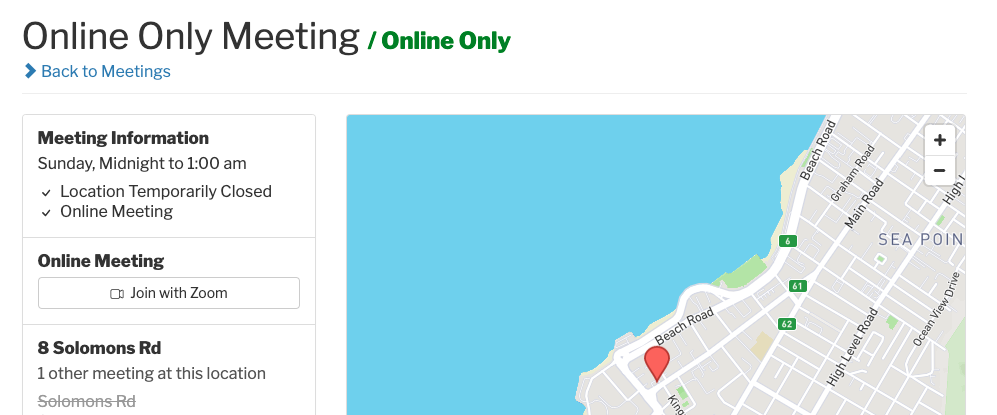 Online Only Meeting / Online Only
Back to Meetings
Meeting Information
Sunday, Midnight to 1:00 am
Location Temporarily Closed
Online Meeting
Online Meeting
Join with Zoom
8 Solomons Rd
1 other meeting at this location
Solomons Rd
+
−
Beach Road
Graham Road
Main Road
High L
SEA POIN
6
61
62
Beach Road
Ocean View Drive
High Level Road
King